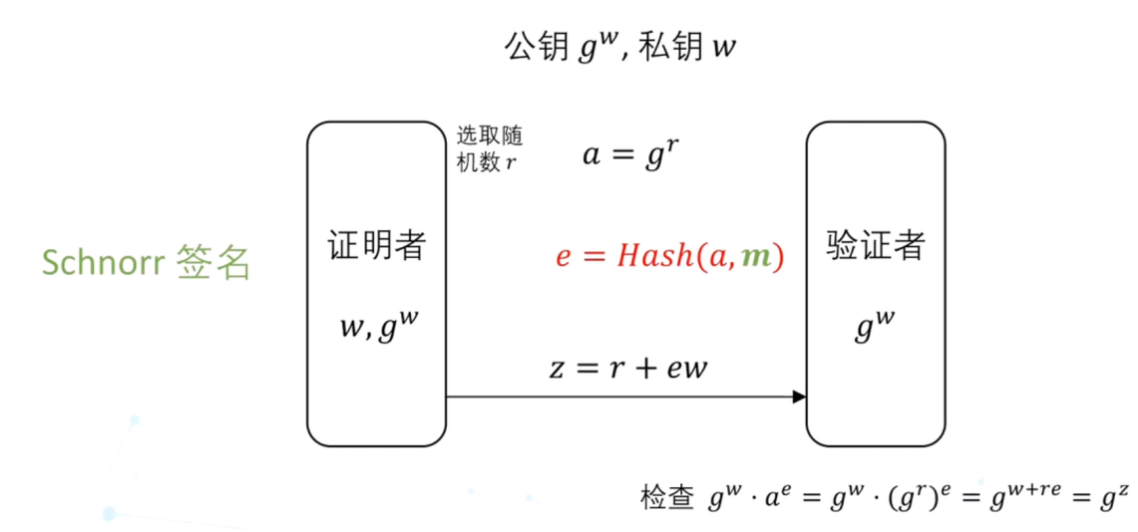 公钥 g^w, 私钥 w
选取随
机数 r
a = g^r
Schnorr 签名
证明者
e = Hash(a, m)
验证者
w, g^w
g^w
z = r + ew
检查 g^w · a^e = g^w · (g^r)^e = g^{w+re} = g^z